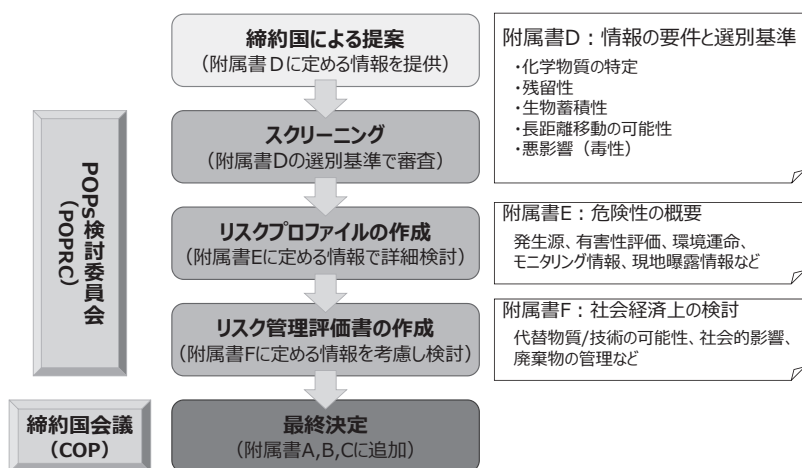 締約国による提案
(附属書Ｄに定める情報を提供)
附属書D：情報の要件と選別基準
・化学物質の特定
・残留性
・生物蓄積性
・長距離移動の可能性
・悪影響（毒性）
POPs検討委員会
(POPRC)
スクリーニング
(附属書Dの選別基準で審査)
リスクプロファイルの作成
(附属書Eに定める情報で詳細検討)
附属書E：危険性の概要
発生源、有害性評価、環境運命、
モニタリング情報、現地曝露情報など
リスク管理評価書の作成
(附属書Fに定める情報を考慮し検討)
附属書F：社会経済上の検討
代替物質/技術の可能性、社会的影響、
廃棄物の管理など
締約国会議
(COP)
最終決定
(附属書A,B,Cに追加)